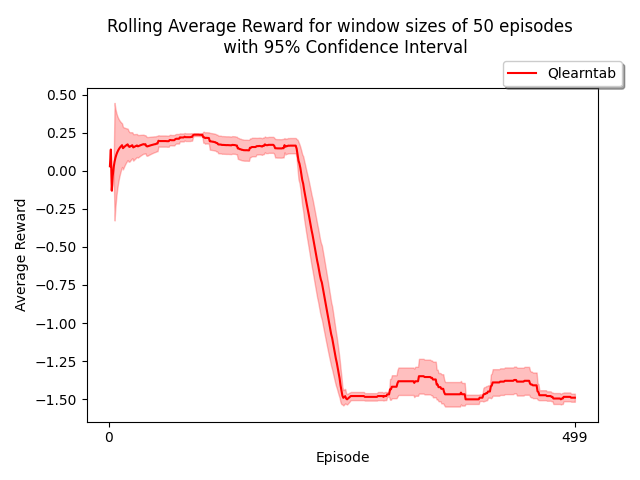 Rolling Average Reward for window sizes of 50 episodes
with 95% Confidence Interval
Qlearntab
0.50
0.25
0.00
−0.25
−0.50
−0.75
−1.00
−1.25
−1.50
Average Reward
0 499
Episode